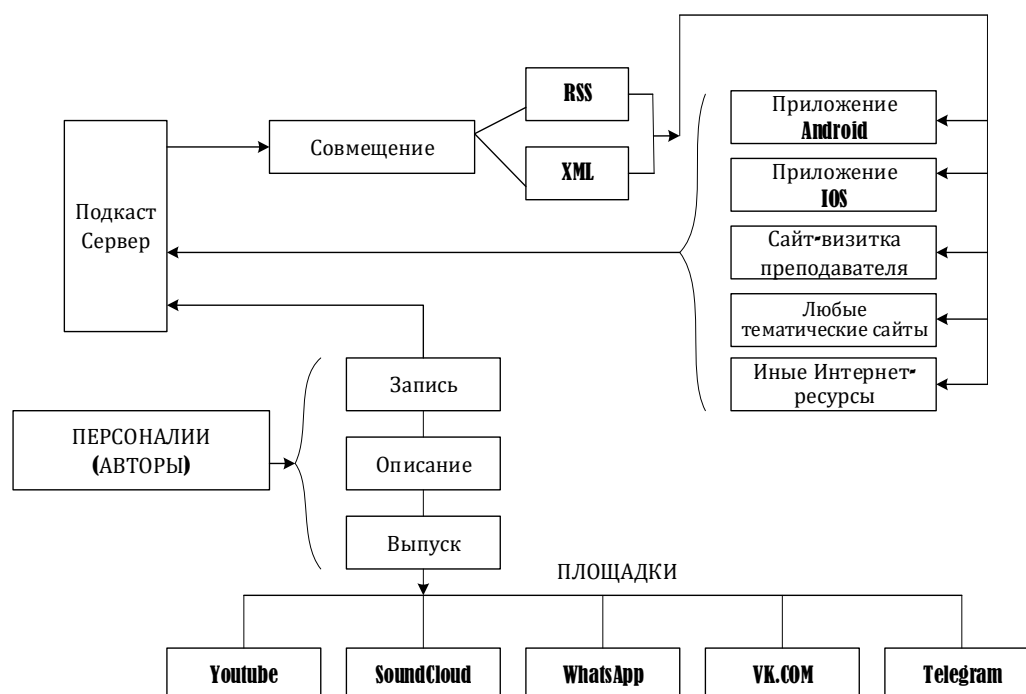 RSS
Совмещение
XML
Подкаст
Сервер
Приложение
Android
Приложение
IOS
Сайт-визитка
преподавателя
Любые
тематические сайты
Иные Интернет-
ресурсы
ПЕРСОНАЛИИ
(АВТОРЫ)
Запись
Описание
Выпуск
ПЛОЩАДКИ
Youtube
SoundCloud
WhatsApp
VK.COM
Telegram